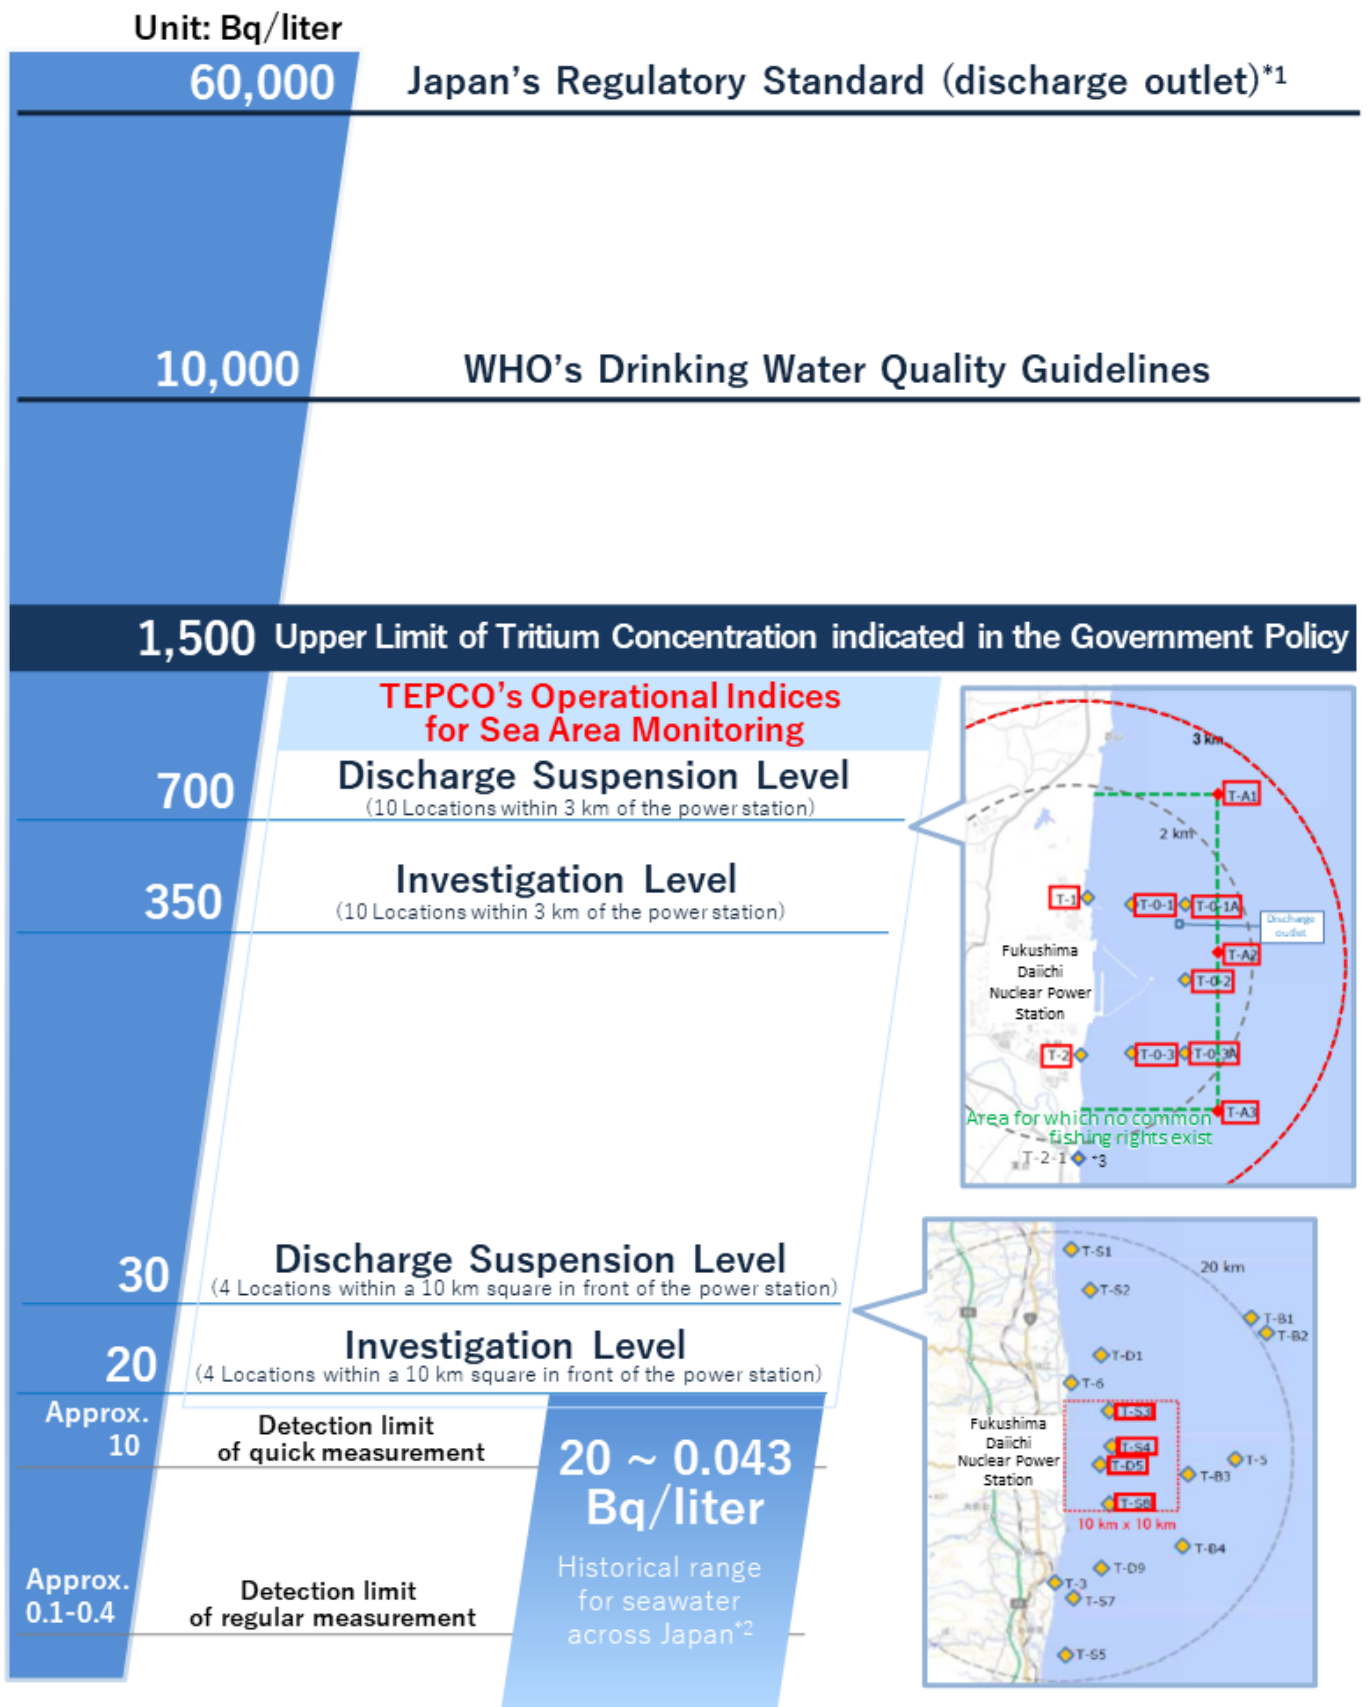 Unit: Bq/liter
60,000
Japan's Regulatory Standard (discharge outlet)*1
10,000
WHO's Drinking Water Quality Guidelines
1,500
Upper Limit of Tritium Concentration indicated in the Government Policy
TEPCO's Operational Indices
for Sea Area Monitoring
700
Discharge Suspension Level
(10 Locations within 3 km of the power station)
350
Investigation Level
(10 Locations within 3 km of the power station)
30
Discharge Suspension Level
(4 Locations within a 10 km square in front of the power station)
20
Investigation Level
(4 Locations within a 10 km square in front of the power station)
Approx.
10
Detection limit
of quick measurement
Approx.
0.1-0.4
Detection limit
of regular measurement
20 ~ 0.043
Bq/liter
Historical range
for seawater
across Japan*2
3 km
T-A1
2 km
T-1
T-0-1
T-0-1A
Discharge
outlet
T-A2
Fukushima
Daiichi
Nuclear Power
Station
T-0-2
T-2
T-0-3
T-0-3A
T-A3
Area for which no common
fishing rights exist
T-2-1
*3
T-S1
20 km
T-S2
T-B1
T-B2
T-D1
T-6
T-S3
Fukushima
Daiichi
Nuclear Power
Station
T-S4
T-D5
T-5
T-B3
T-S8
10 km x 10 km
T-B4
T-D9
T-3
T-S7
T-S5